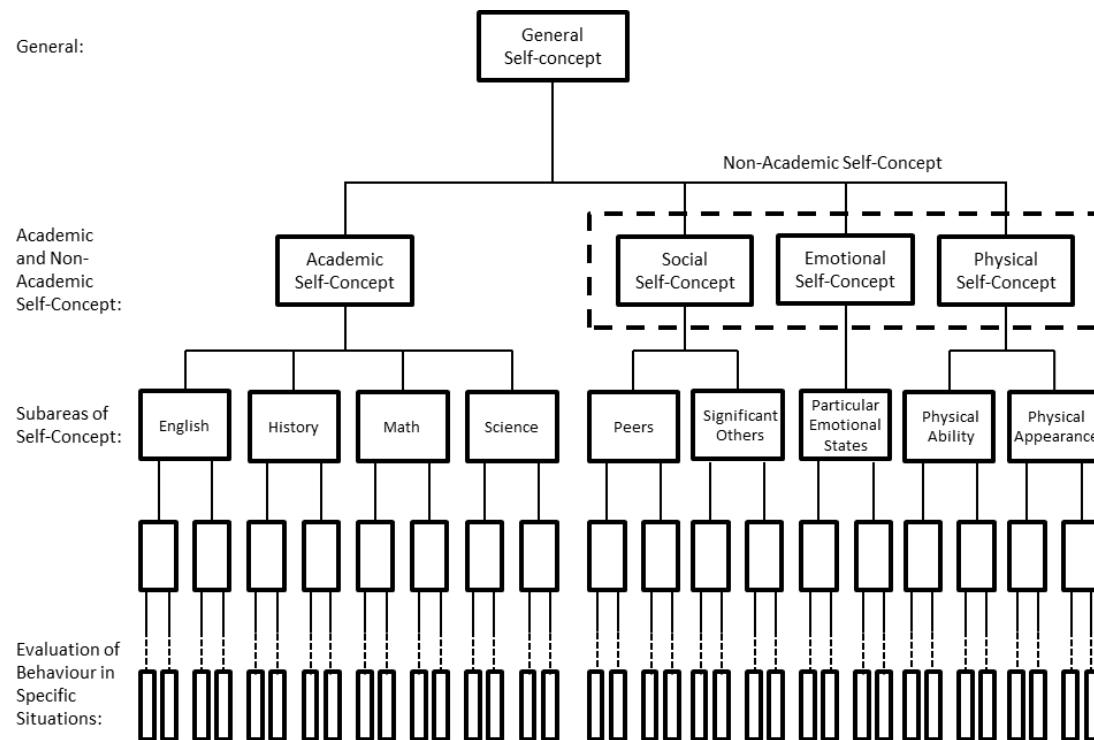 General:
General
Self-concept
Non-Academic Self-Concept
Academic
and Non-
Academic
Self-Concept:
Academic
Self-Concept
Social
Self-Concept
Emotional
Self-Concept
Physical
Self-Concept
Subareas of
Self-Concept:
English
History
Math
Science
Peers
Significant
Others
Particular
Emotional
States
Physical
Ability
Physical
Appearance
Evaluation of
Behaviour in
Specific
Situations: